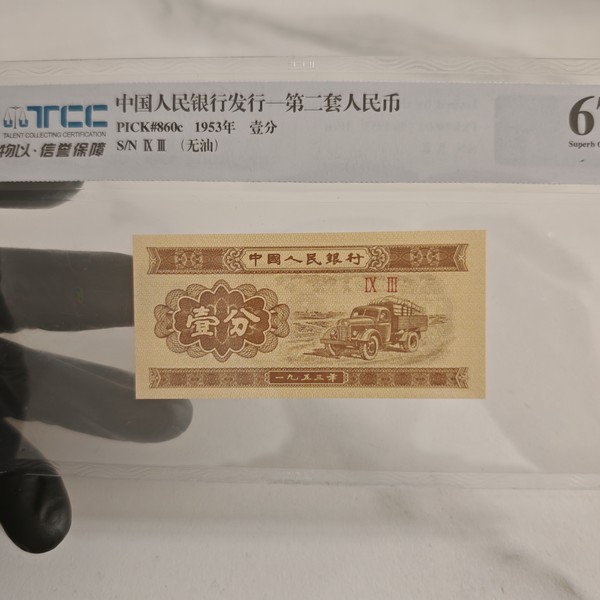 TCC
TALENT COLLECTING CERTIFICATION
物以·信誉保障
中国人民银行发行—第二套人民币
PICK#860c 1953年 壹分
S/N Ⅸ Ⅲ （无油）
6
Superb
中國人民銀行
Ⅸ Ⅲ
壹分
一九五三年